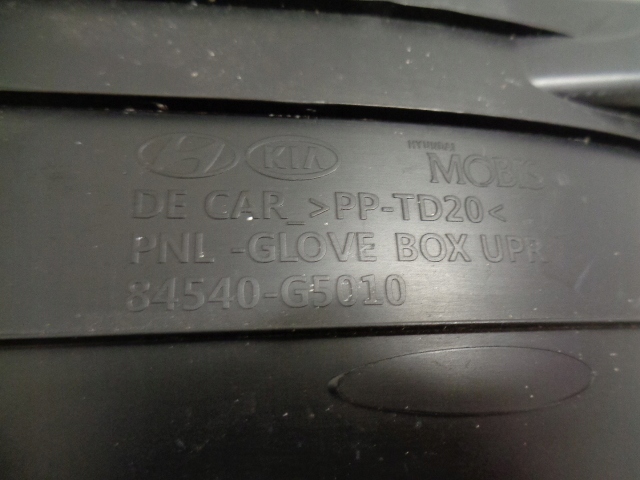 KIA HYUNDAI MOBIS
DE CAR_>PP-TD20<
PNL -GLOVE BOX UPR
84540-G5010